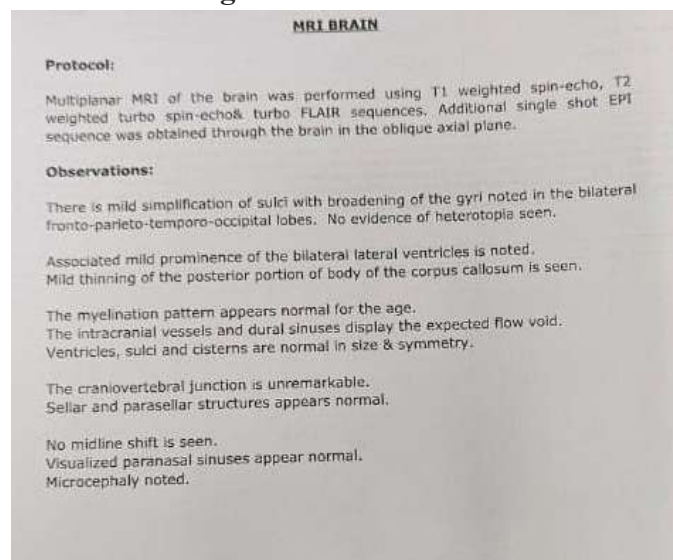 MRI BRAIN
Protocol:
Multiplanar MRI of the brain was performed using T1 weighted spin-echo, T2
weighted turbo spin-echo& turbo FLAIR sequences. Additional single shot EPI
sequence was obtained through the brain in the oblique axial plane.
Observations:
There is mild simplification of sulci with broadening of the gyri noted in the bilateral
fronto-parieto-temporo-occipital lobes. No evidence of heterotopia seen.
Associated mild prominence of the bilateral lateral ventricles is noted.
Mild thinning of the posterior portion of body of the corpus callosum is seen.
The myelination pattern appears normal for the age.
The intracranial vessels and dural sinuses display the expected flow void.
Ventricles, sulci and cisterns are normal in size & symmetry.
The craniovertebral junction is unremarkable.
Sellar and parasellar structures appears normal.
No midline shift is seen.
Visualized paranasal sinuses appear normal.
Microcephaly noted.